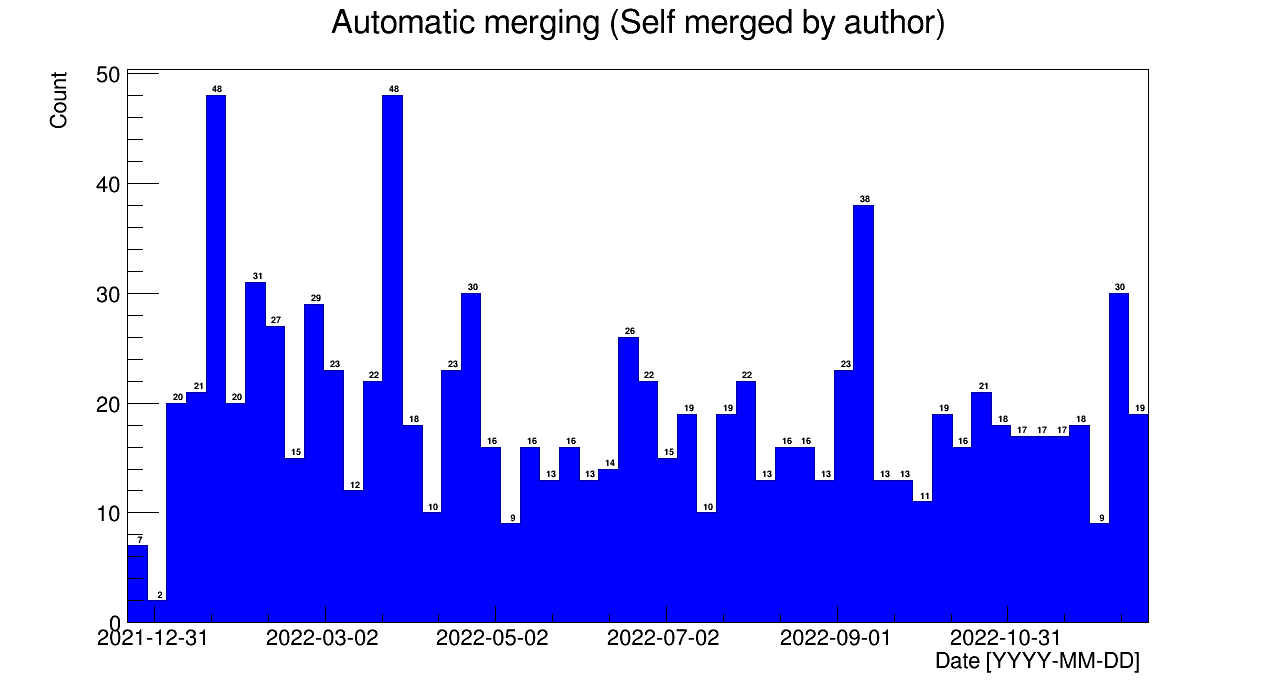 Automatic merging (Self merged by author)
Count
50
40
30
20
10
0
7 2 20 21 48 20 31 27 15 29 23 12 22 48 18 10 23 30 16 9 16 13 16 13 14 26 22 15 19 10 19 22 13 16 16 13 23 38 13 13 11 19 16 21 18 17 17 17 18 9 30 19
2021-12-31 2022-03-02 2022-05-02 2022-07-02 2022-09-01 2022-10-31
Date [YYYY-MM-DD]